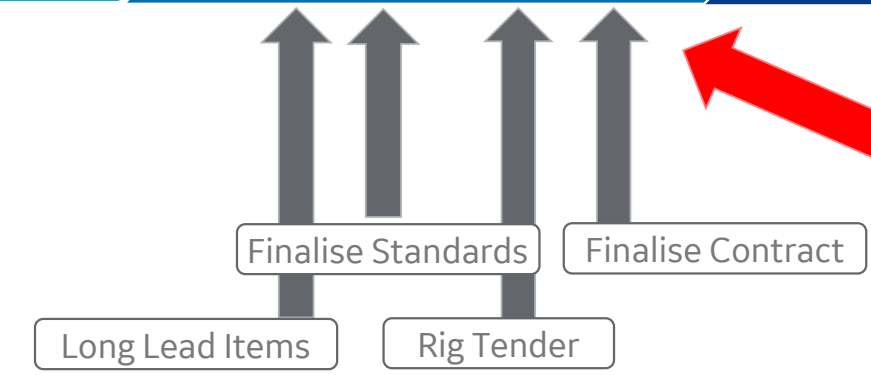 Finalise Standards
Finalise Contract
Long Lead Items
Rig Tender